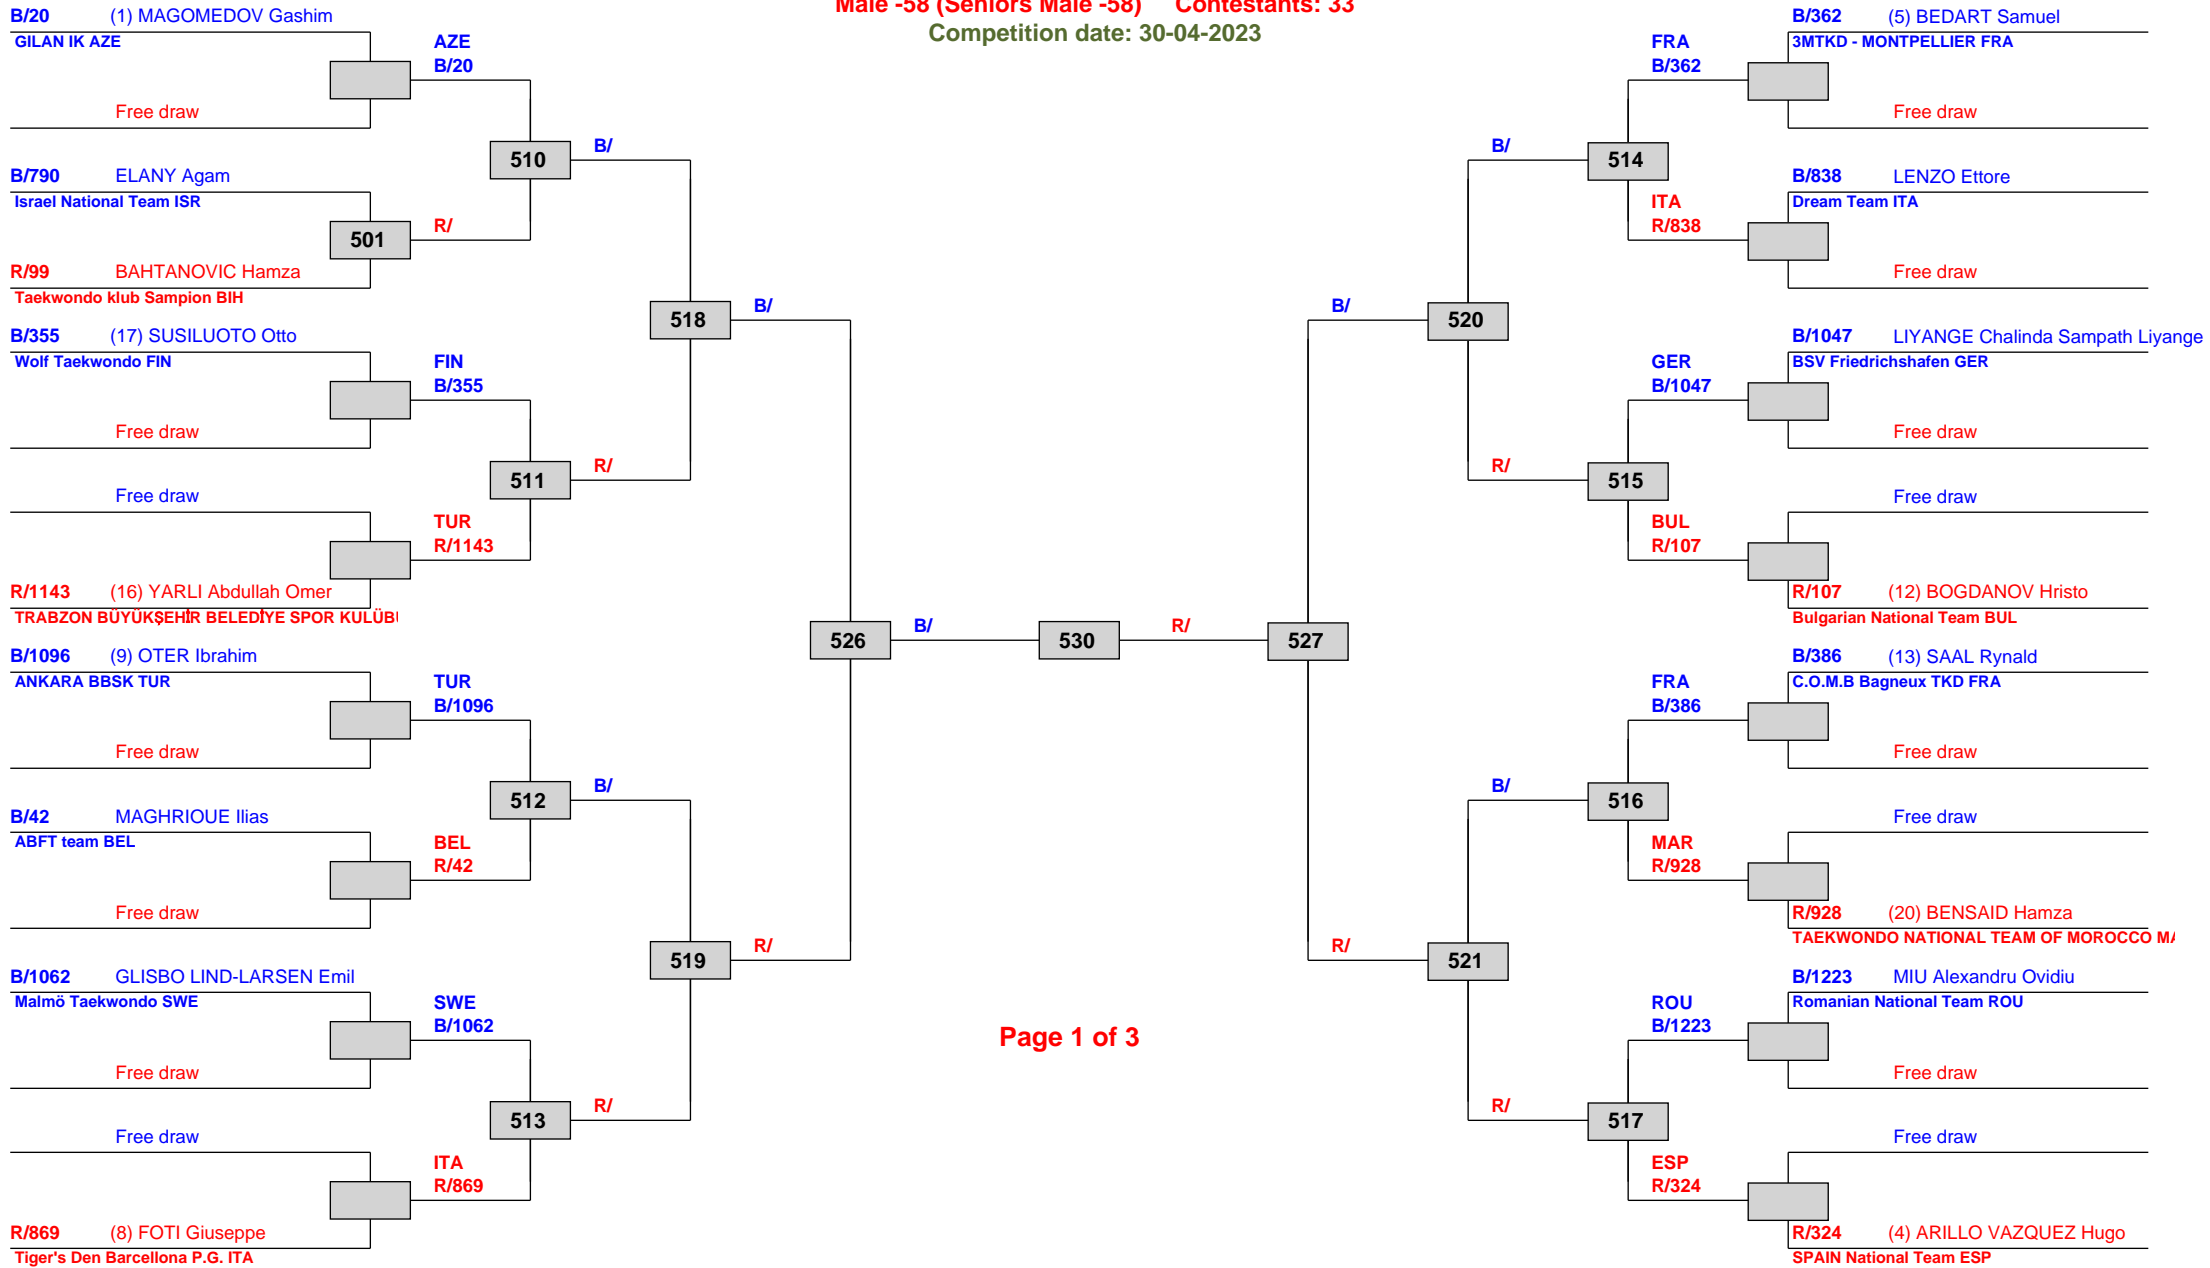 Male -58 (Seniors Male -58) Contestants: 33
Competition date: 30-04-2023
B/20 (1) MAGOMEDOV Gashim
GILAN IK AZE
Free draw
AZE
B/20
B/790 ELANY Agam
Israel National Team ISR
501
R/
R/99 BAHTANOVIC Hamza
Taekwondo klub Sampion BIH
510
B/
B/355 (17) SUSILUOTO Otto
Wolf Taekwondo FIN
Free draw
FIN
B/355
Free draw
TUR
R/1143
R/1143 (16) YARLI Abdullah Omer
TRABZON BÜYÜKŞEHİR BELEDİYE SPOR KULÜBÜ
511
R/
518
B/
B/1096 (9) OTER Ibrahim
ANKARA BBSK TUR
Free draw
TUR
B/1096
B/42 MAGHRIOUE Ilias
ABFT team BEL
Free draw
BEL
R/42
512
B/
B/1062 GLISBO LIND-LARSEN Emil
Malmö Taekwondo SWE
Free draw
SWE
B/1062
Free draw
ITA
R/869
R/869 (8) FOTI Giuseppe
Tiger's Den Barcellona P.G. ITA
513
R/
519
R/
526
B/
530
R/
527
Page 1 of 3
B/362 (5) BEDART Samuel
3MTKD - MONTPELLIER FRA
Free draw
FRA
B/362
B/838 LENZO Ettore
Dream Team ITA
Free draw
ITA
R/838
514
B/
B/1047 LIYANGE Chalinda Sampath Liyange
BSV Friedrichshafen GER
Free draw
GER
B/1047
Free draw
BUL
R/107
R/107 (12) BOGDANOV Hristo
Bulgarian National Team BUL
515
R/
520
B/
B/386 (13) SAAL Rynald
C.O.M.B Bagneux TKD FRA
Free draw
FRA
B/386
Free draw
MAR
R/928
R/928 (20) BENSAID Hamza
TAEKWONDO NATIONAL TEAM OF MOROCCO
516
B/
B/1223 MIU Alexandru Ovidiu
Romanian National Team ROU
Free draw
ROU
B/1223
Free draw
ESP
R/324
R/324 (4) ARILLO VAZQUEZ Hugo
SPAIN National Team ESP
517
R/
521
R/